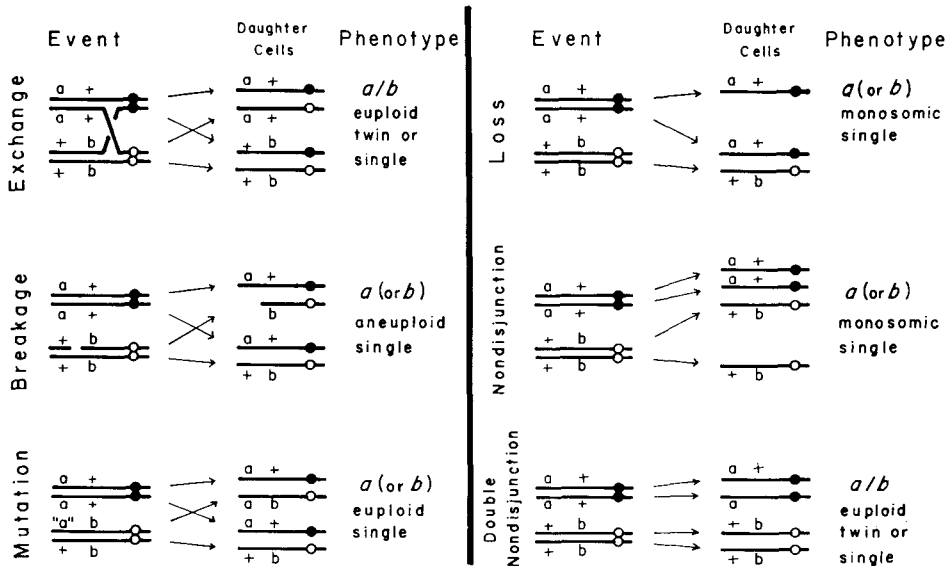 Event
Daughter
Cells
Phenotype
Exchange
a +
a +
+ b
+ b
a +
a +
+ b
+ b
a/b
euploid
twin or
single
Breakage
a +
a +
+ b
+ b
a +
b
a +
+ b
a (or b)
aneuploid
single
Mutation
a +
a +
"a" b
+ b
a +
a b
a +
+ b
a (or b)
euploid
single
Event
Daughter
Cells
Phenotype
Loss
a +
a +
+ b
+ b
a +
a +
+ b
a (or b)
monosomic
single
Nondisjunction
a +
a +
+ b
+ b
a +
a +
+ b
+ b
a (or b)
monosomic
single
Double
Nondisjunction
a +
a +
+ b
+ b
a +
a
+ b
+ b
a/b
euploid
twin or
single